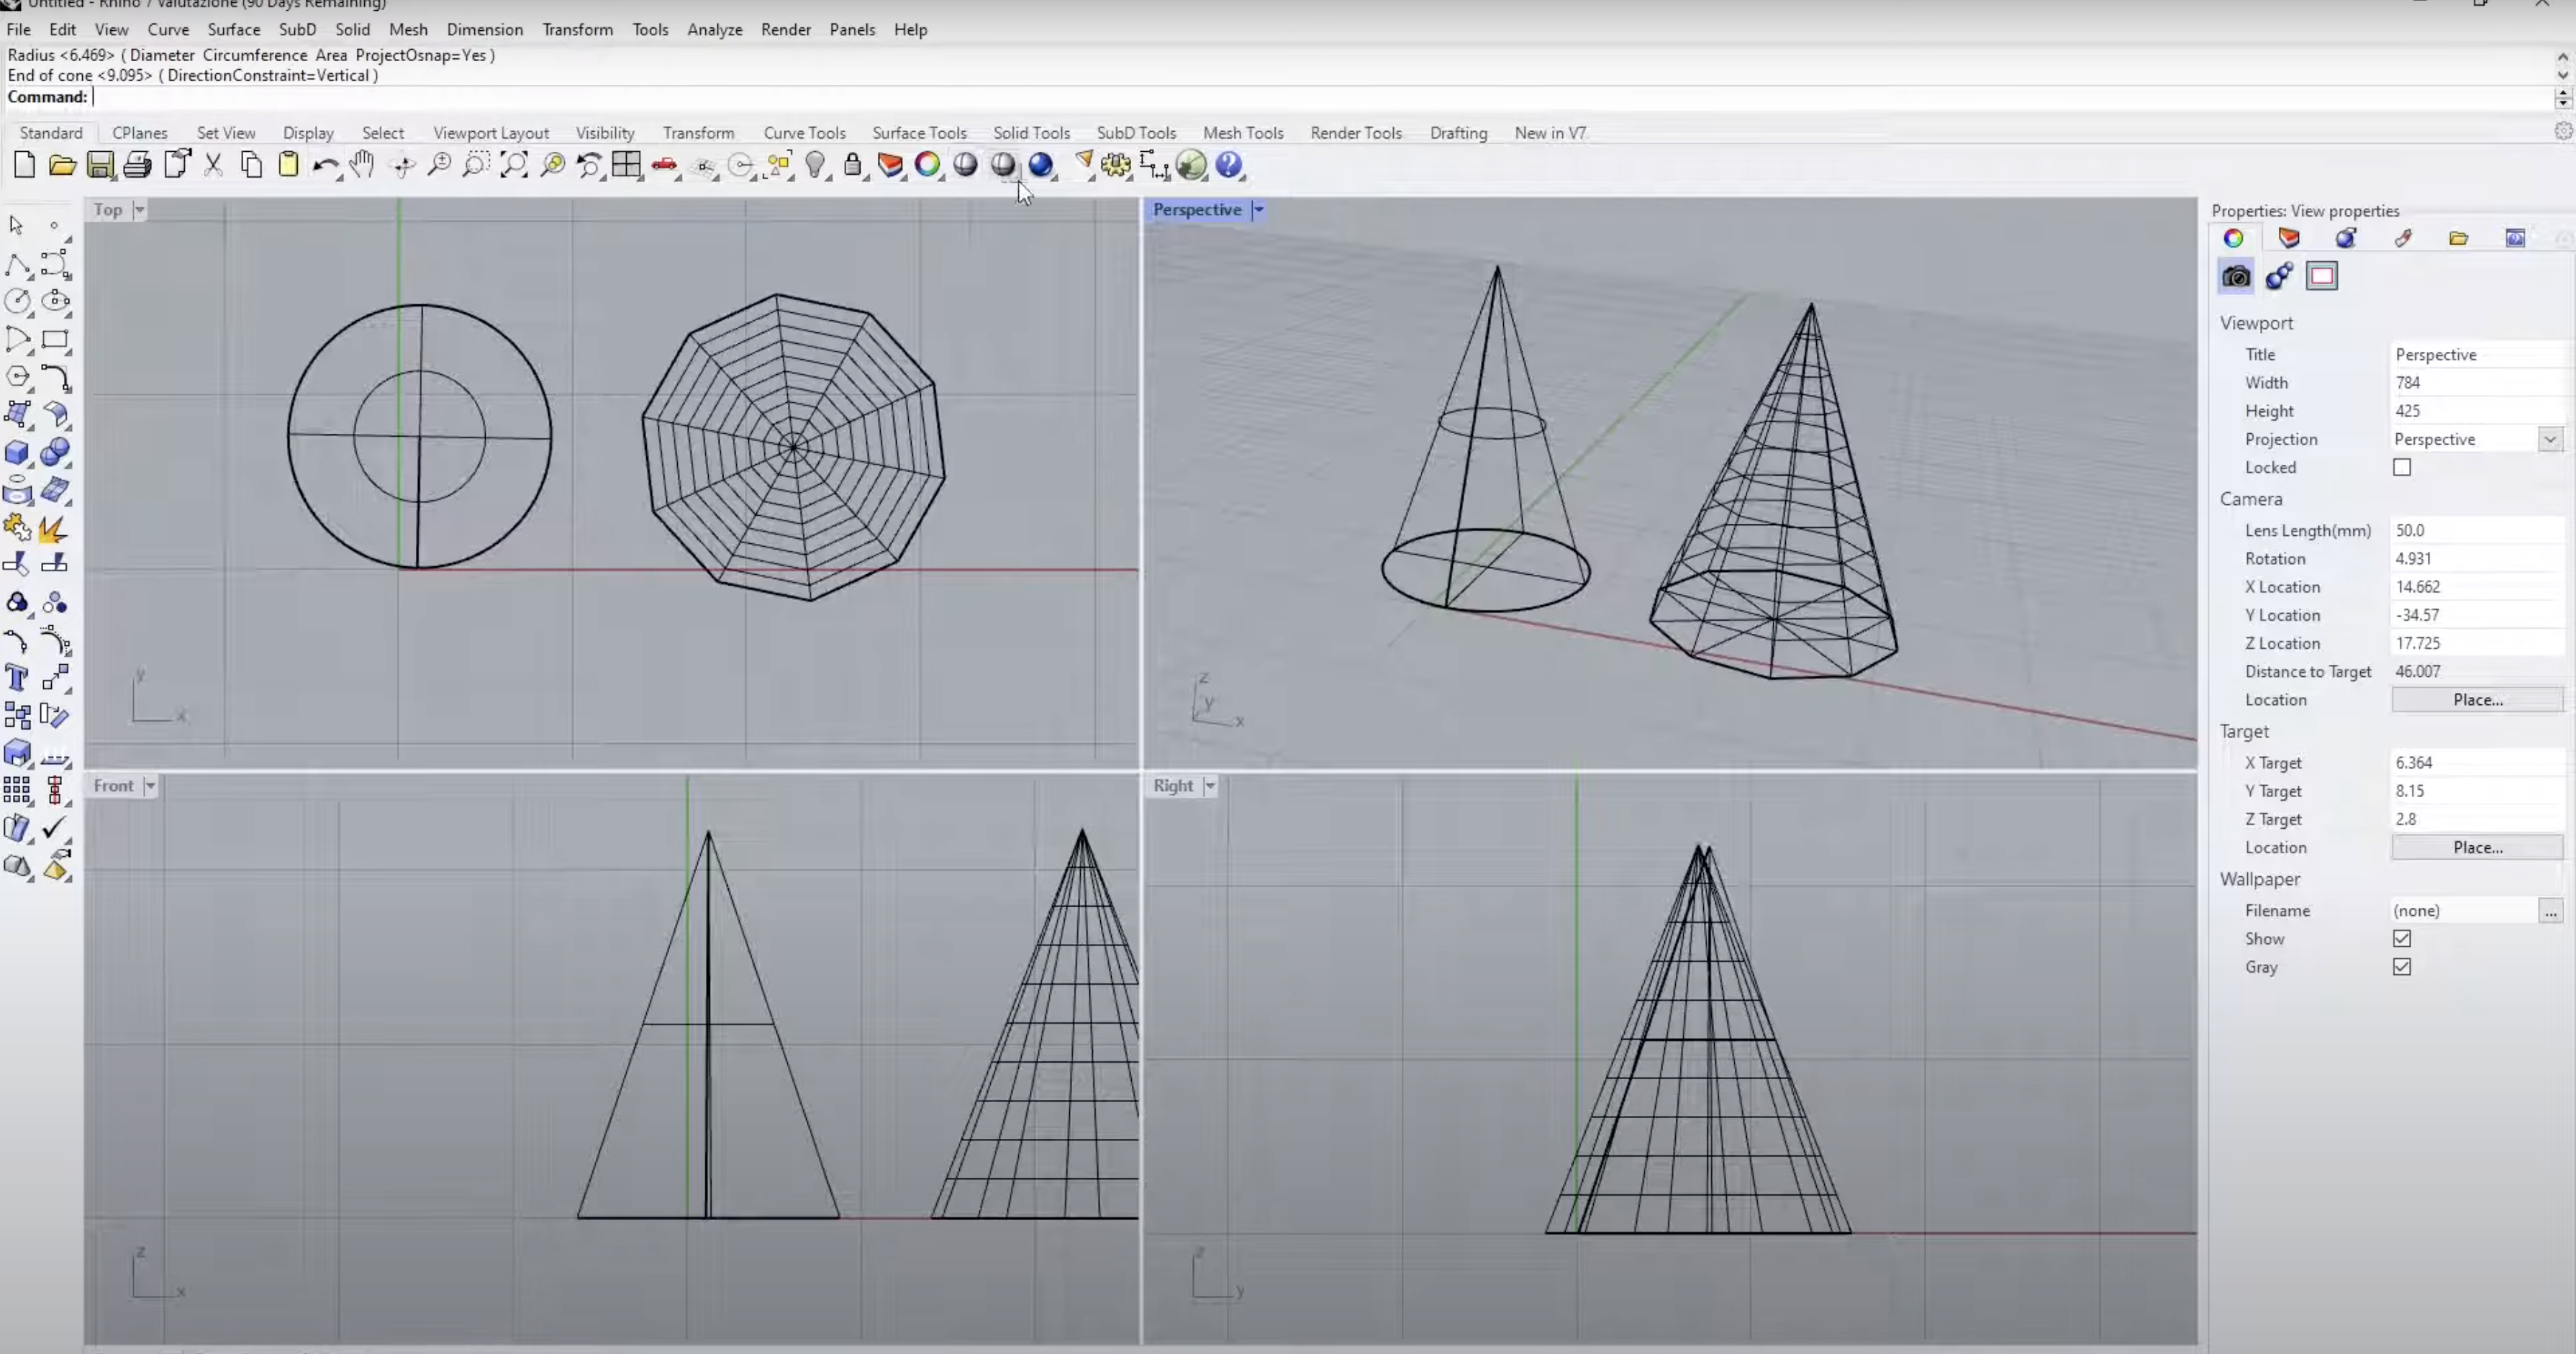 Untitled - Rhino 7 Valutazione (90 Days Remaining)
File Edit View Curve Surface SubD Solid Mesh Dimension Transform Tools Analyze Render Panels Help
Radius <6.469> ( Diameter Circumference Area ProjectOsnap=Yes )
End of cone <9.095> ( DirectionConstraint=Vertical )
Command:
Standard CPlanes Set View Display Select Viewport Layout Visibility Transform Curve Tools Surface Tools Solid Tools SubD Tools Mesh Tools Render Tools Drafting New in V7
Top
y
x
Perspective
z
y
x
Front
z
x
Right
z
y
Properties: View properties
Viewport
Title Perspective
Width 784
Height 425
Projection Perspective
Locked
Camera
Lens Length(mm) 50.0
Rotation 4.931
X Location 14.662
Y Location -34.57
Z Location 17.725
Distance to Target 46.007
Location Place...
Target
X Target 6.364
Y Target 8.15
Z Target 2.8
Location Place...
Wallpaper
Filename (none) ...
Show
Gray